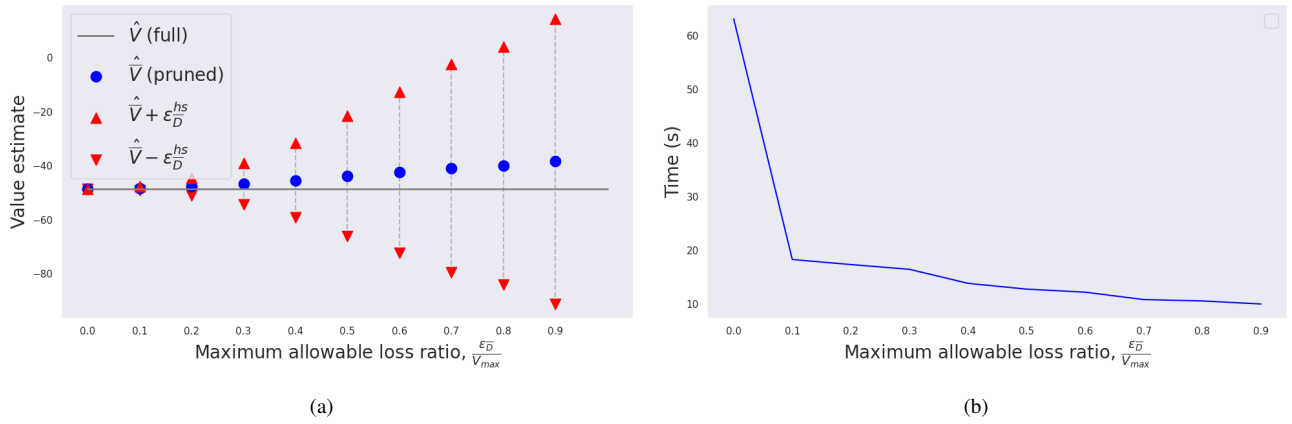 Value estimate
0
−20
−40
−60
−80
V̂ (full)
V̅̂ (pruned)
V̅̂ + ε_D̅^hs
V̅̂ − ε_D̅^hs
0.0 0.1 0.2 0.3 0.4 0.5 0.6 0.7 0.8 0.9
Maximum allowable loss ratio, ε_D̅ / V_max
(a)
Time (s)
60
50
40
30
20
10
0.0 0.1 0.2 0.3 0.4 0.5 0.6 0.7 0.8 0.9
Maximum allowable loss ratio, ε_D̅ / V_max
(b)